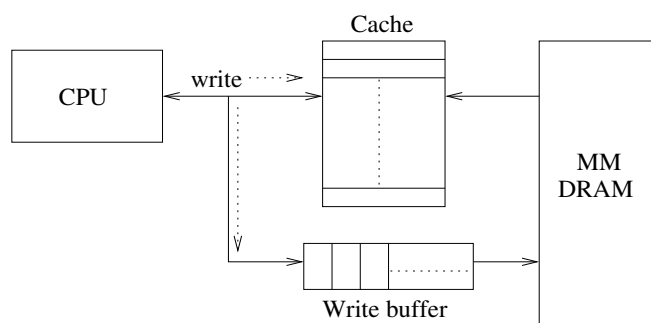 Cache
write
CPU
MM
DRAM
Write buffer